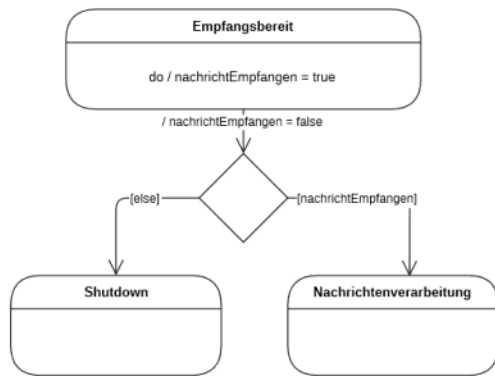 Empfangsbereit
do / nachrichtEmpfangen = true
/ nachrichtEmpfangen = false
[else]
[nachrichtEmpfangen]
Shutdown
Nachrichtenverarbeitung